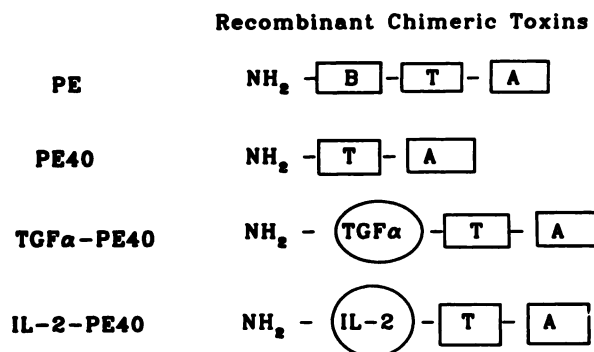 Recombinant Chimeric Toxins
PE NH₂ - B - T - A
PE40 NH₂ - T - A
TGFα-PE40 NH₂ - TGFα - T - A
IL-2-PE40 NH₂ - IL-2 - T - A